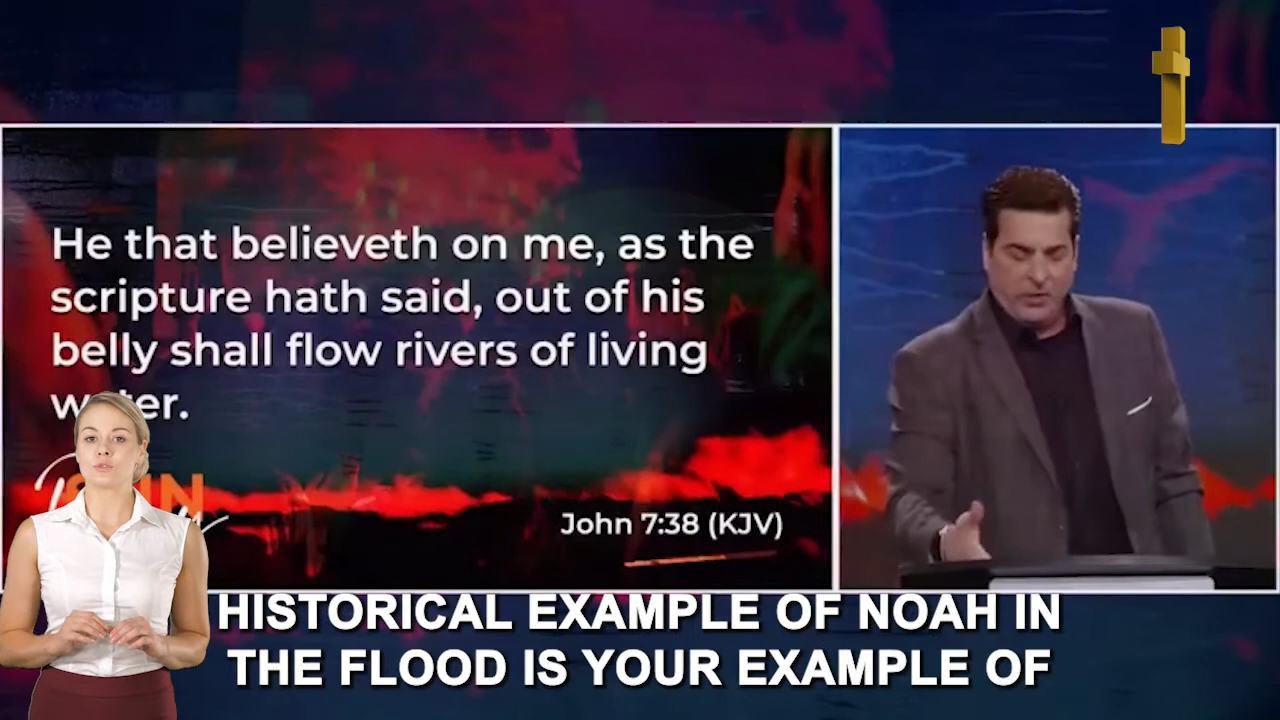 He that believeth on me, as the
scripture hath said, out of his
belly shall flow rivers of living
John 7:38 (KJV)
HISTORICAL EXAMPLE OF NOAH IN
THE FLOOD IS YOUR EXAMPLE OF